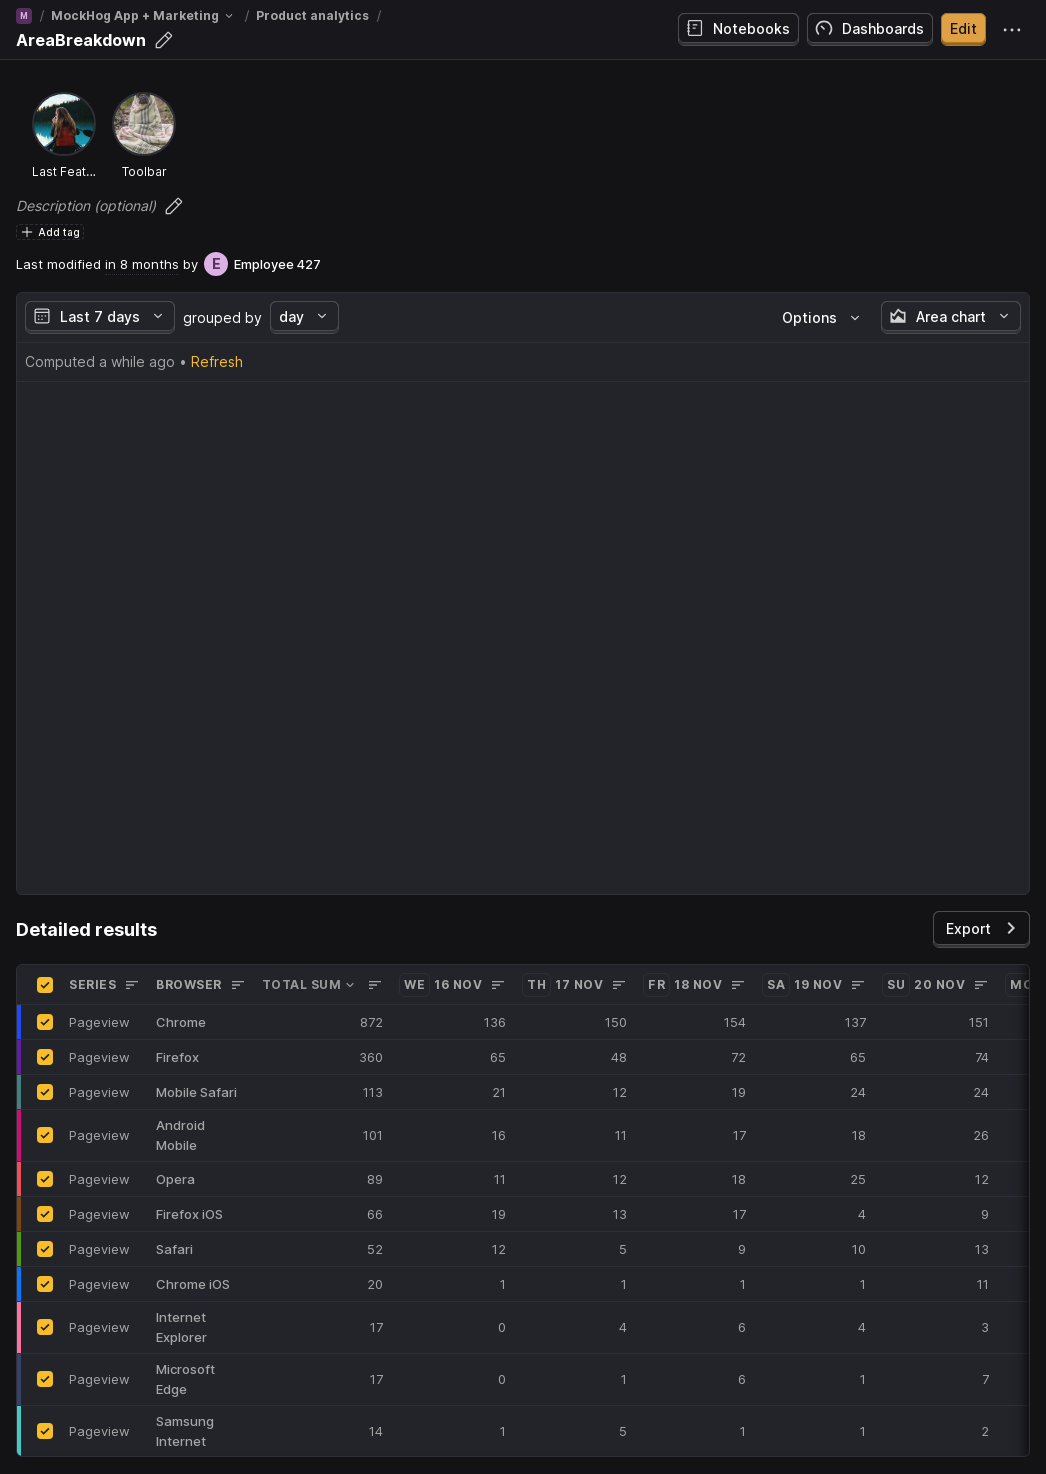 M / MockHog App + Marketing / Product analytics /
AreaBreakdown
Notebooks Dashboards Edit
Last Feat... Toolbar
Description (optional)
Add tag
Last modified in 8 months by E Employee 427
Last 7 days grouped by day Options Area chart
Computed a while ago • Refresh
Detailed results Export
SERIES BROWSER TOTAL SUM WE 16 NOV TH 17 NOV FR 18 NOV SA 19 NOV SU 20 NOV
Pageview Chrome 872 136 150 154 137 151
Pageview Firefox 360 65 48 72 65 74
Pageview Mobile Safari 113 21 12 19 24 24
Pageview Android Mobile 101 16 11 17 18 26
Pageview Opera 89 11 12 18 25 12
Pageview Firefox iOS 66 19 13 17 4 9
Pageview Safari 52 12 5 9 10 13
Pageview Chrome iOS 20 1 1 1 1 11
Pageview Internet Explorer 17 0 4 6 4 3
Pageview Microsoft Edge 17 0 1 6 1 7
Pageview Samsung Internet 14 1 5 1 1 2